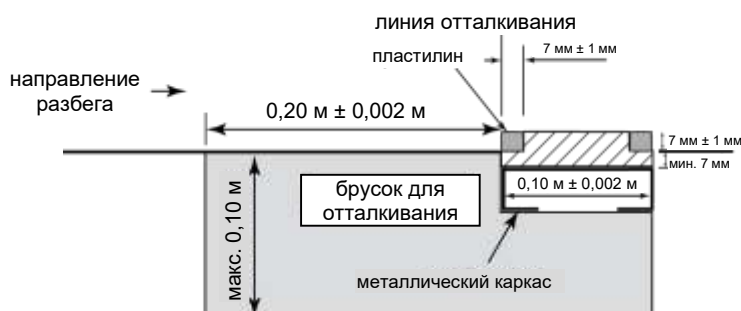 линия отталкивания
7 мм ± 1 мм
пластилин
направление
разбега
0,20 м ± 0,002 м
7 мм ± 1 мм
мин. 7 мм
0,10 м ± 0,002 м
брусок для
отталкивания
макс. 0,10 м
металлический каркас